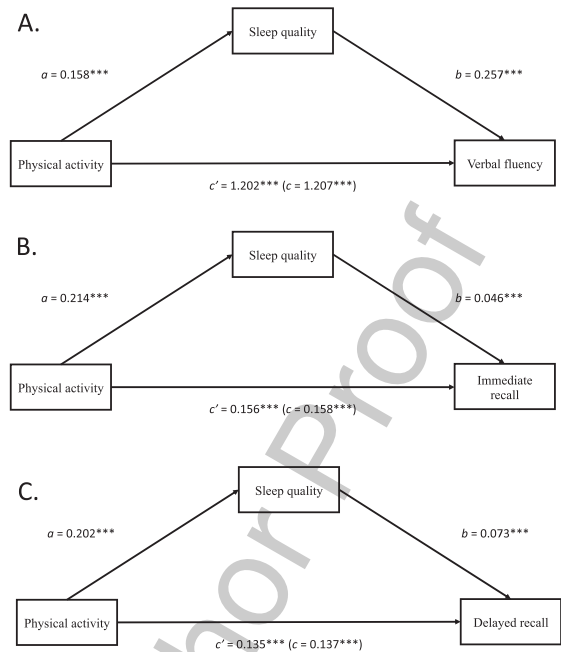 A.
Sleep quality
a = 0.158***
b = 0.257***
Physical activity
Verbal fluency
c' = 1.202*** (c = 1.207***)
B.
Sleep quality
a = 0.214***
b = 0.046***
Physical activity
Immediate
recall
c' = 0.156*** (c = 0.158***)
C.
Sleep quality
a = 0.202***
b = 0.073***
Physical activity
Delayed recall
c' = 0.135*** (c = 0.137***)
hor Proof